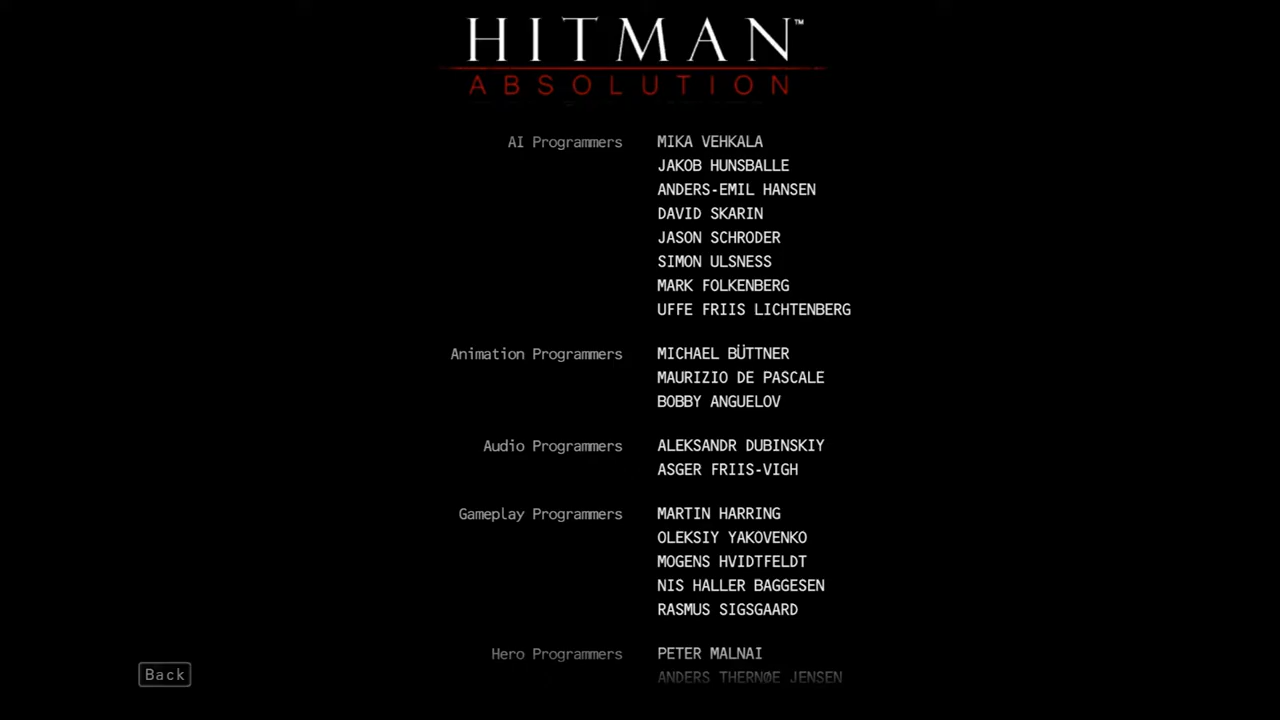 HITMAN™
ABSOLUTION
AI Programmers MIKA VEHKALA
JAKOB HUNSBALLE
ANDERS-EMIL HANSEN
DAVID SKARIN
JASON SCHRODER
SIMON ULSNESS
MARK FOLKENBERG
UFFE FRIIS LICHTENBERG
Animation Programmers MICHAEL BÜTTNER
MAURIZIO DE PASCALE
BOBBY ANGUELOV
Audio Programmers ALEKSANDR DUBINSKIY
ASGER FRIIS-VIGH
Gameplay Programmers MARTIN HARRING
OLEKSIY YAKOVENKO
MOGENS HVIDTFELDT
NIS HALLER BAGGESEN
RASMUS SIGSGAARD
Hero Programmers PETER MALNAI
ANDERS THERNØE JENSEN
Back